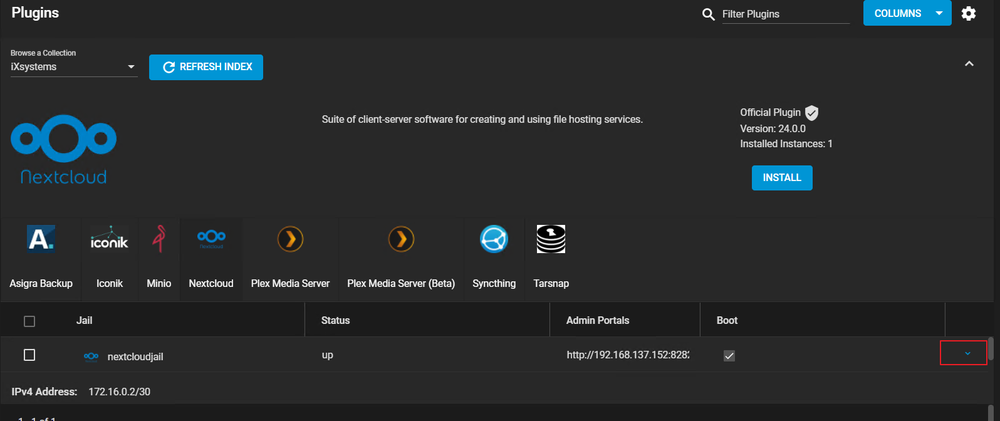 Plugins
Filter Plugins
COLUMNS
Browse a Collection
iXsystems
REFRESH INDEX
Nextcloud
Suite of client-server software for creating and using file hosting services.
Official Plugin
Version: 24.0.0
Installed Instances: 1
INSTALL
A.
iconik
Nextcloud
Asigra Backup
Iconik
Minio
Nextcloud
Plex Media Server
Plex Media Server (Beta)
Syncthing
Tarsnap
Jail
Status
Admin Portals
Boot
nextcloudjail
up
http://192.168.137.152:8282
IPv4 Address: 172.16.0.2/30
1 - 1 of 1